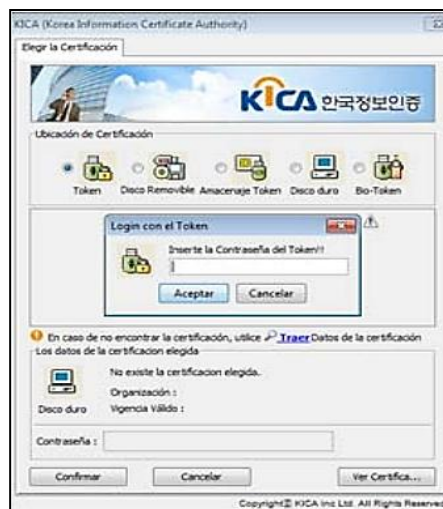 KICA (Korea Information Certificate Authority)
Elegir la Certificación
KICA 한국정보인증
Ubicación de Certificación
Token Disco Removible Amacenaje Token Disco duro Bio-Token
Login con el Token
Inserte la Contraseña del Token!!
Aceptar Cancelar
En caso de no encontrar la certificación, utilice Traer Datos de la certificación
Los datos de la certificacion elegida
No existe la certificacion elegida.
Organización :
Disco duro Vigencia Válido :
Contraseña :
Confirmar Cancelar Ver Certifica...
Copyright KICA Inc Ltd. All Rights Reserved